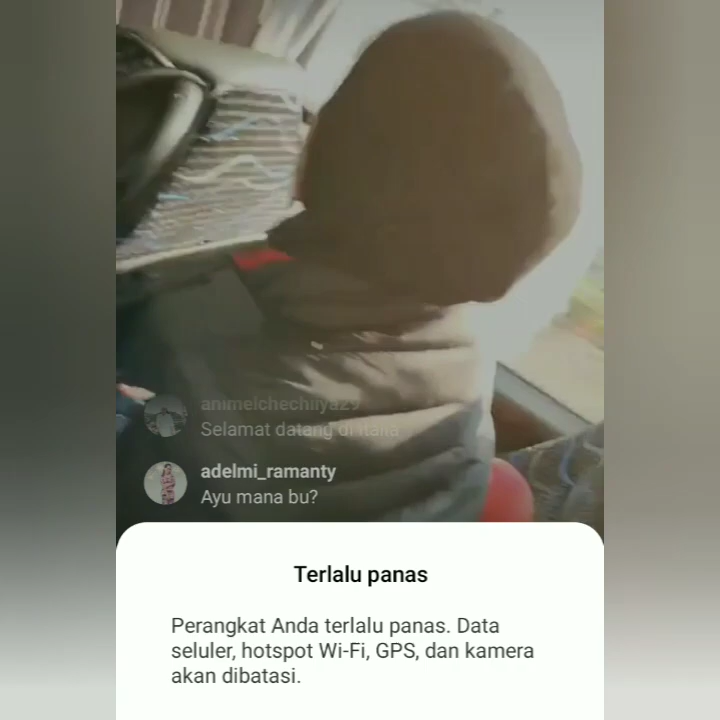 animeichechiiya29
Selamat datang di Italia
adelmi_ramanty
Ayu mana bu?
Terlalu panas
Perangkat Anda terlalu panas. Data
seluler, hotspot Wi-Fi, GPS, dan kamera
akan dibatasi.